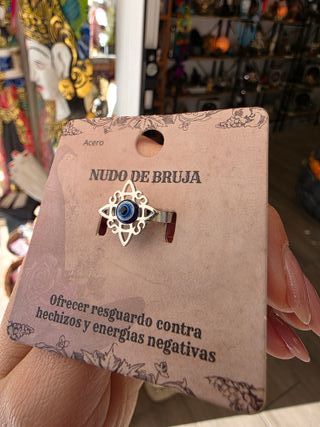 Acero
NUDO DE BRUJA
Ofrecer resguardo contra
hechizos y energías negativas